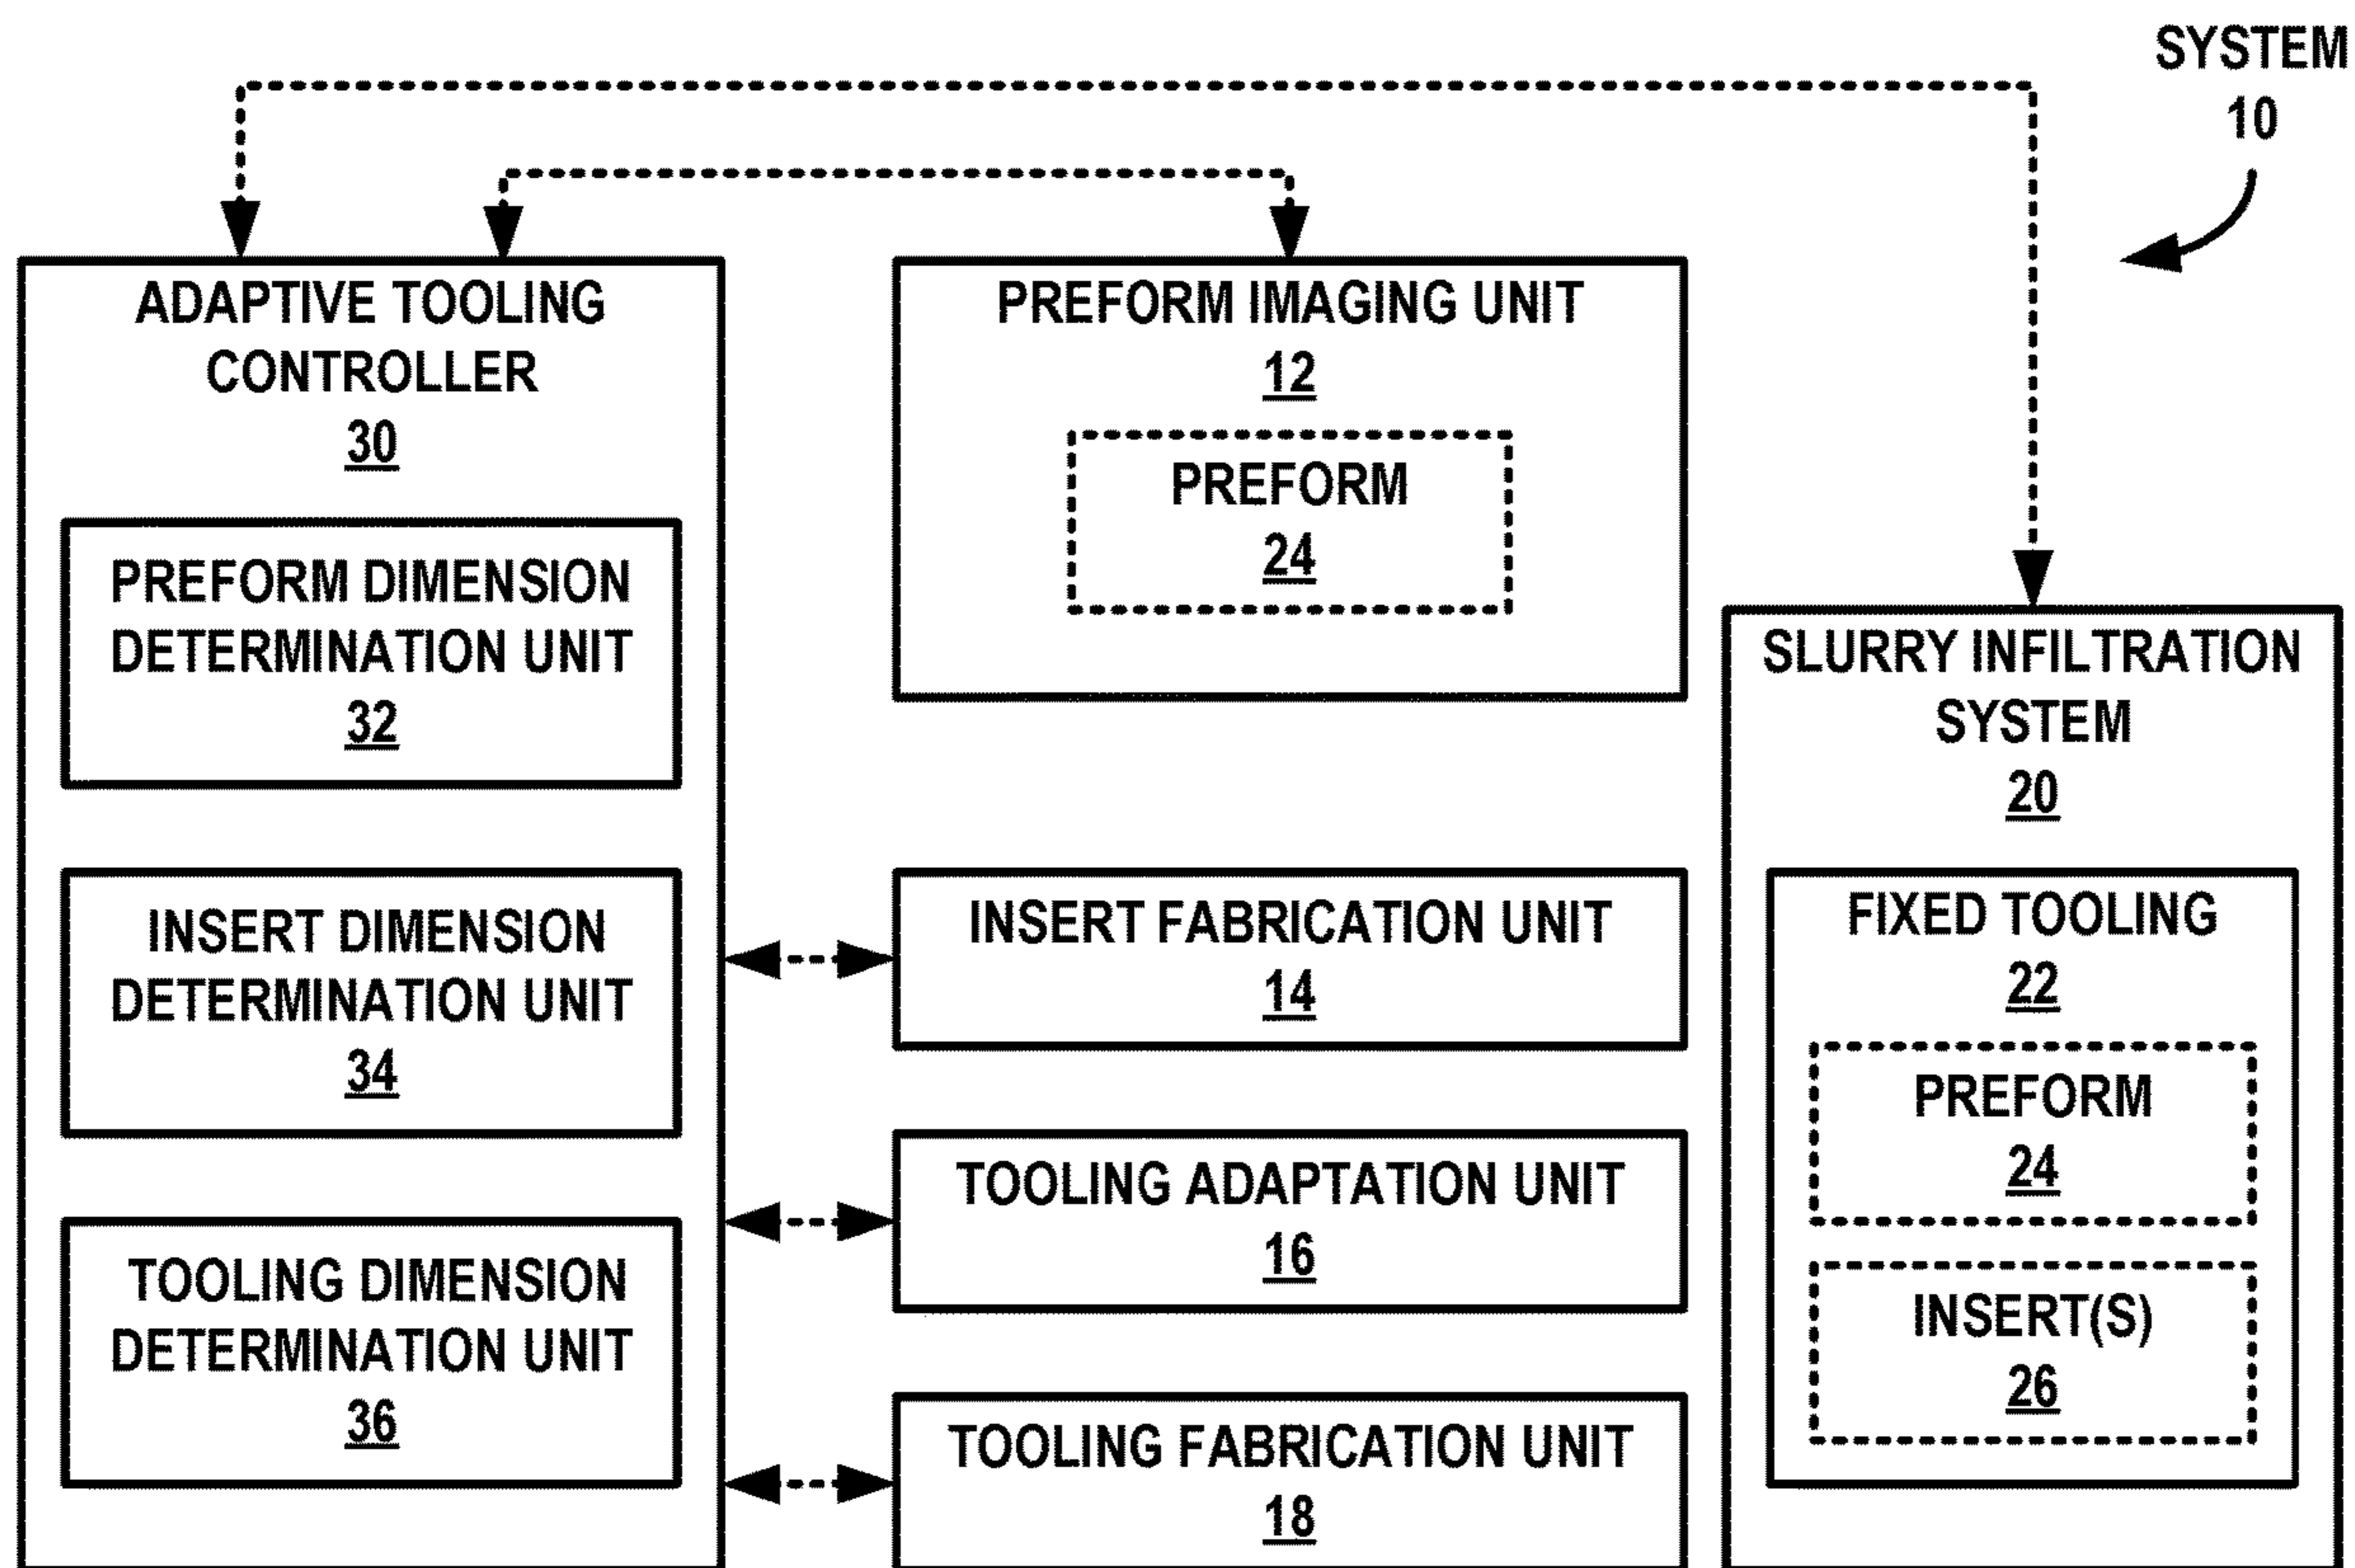 SYSTEM
10
ADAPTIVE TOOLING
CONTROLLER
30
PREFORM DIMENSION
DETERMINATION UNIT
32
INSERT DIMENSION
DETERMINATION UNIT
34
TOOLING DIMENSION
DETERMINATION UNIT
36
PREFORM IMAGING UNIT
12
PREFORM
24
INSERT FABRICATION UNIT
14
TOOLING ADAPTATION UNIT
16
TOOLING FABRICATION UNIT
18
SLURRY INFILTRATION
SYSTEM
20
FIXED TOOLING
22
PREFORM
24
INSERT(S)
26